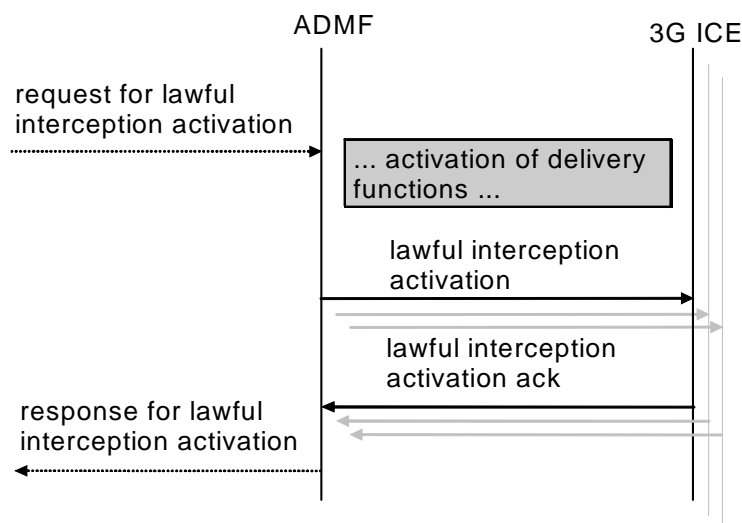 ADMF
3G ICE
request for lawful
interception activation
... activation of delivery
functions ...
lawful interception
activation
lawful interception
activation ack
response for lawful
interception activation